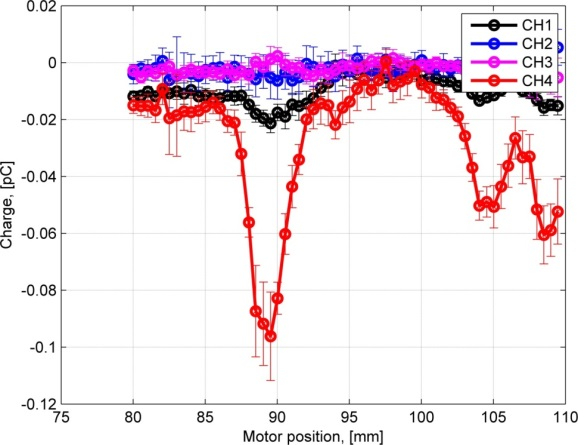 0.02
0
-0.02
-0.04
-0.06
-0.08
-0.1
-0.12
Charge, [pC]
CH1
CH2
CH3
CH4
75 80 85 90 95 100 105 110
Motor position, [mm]